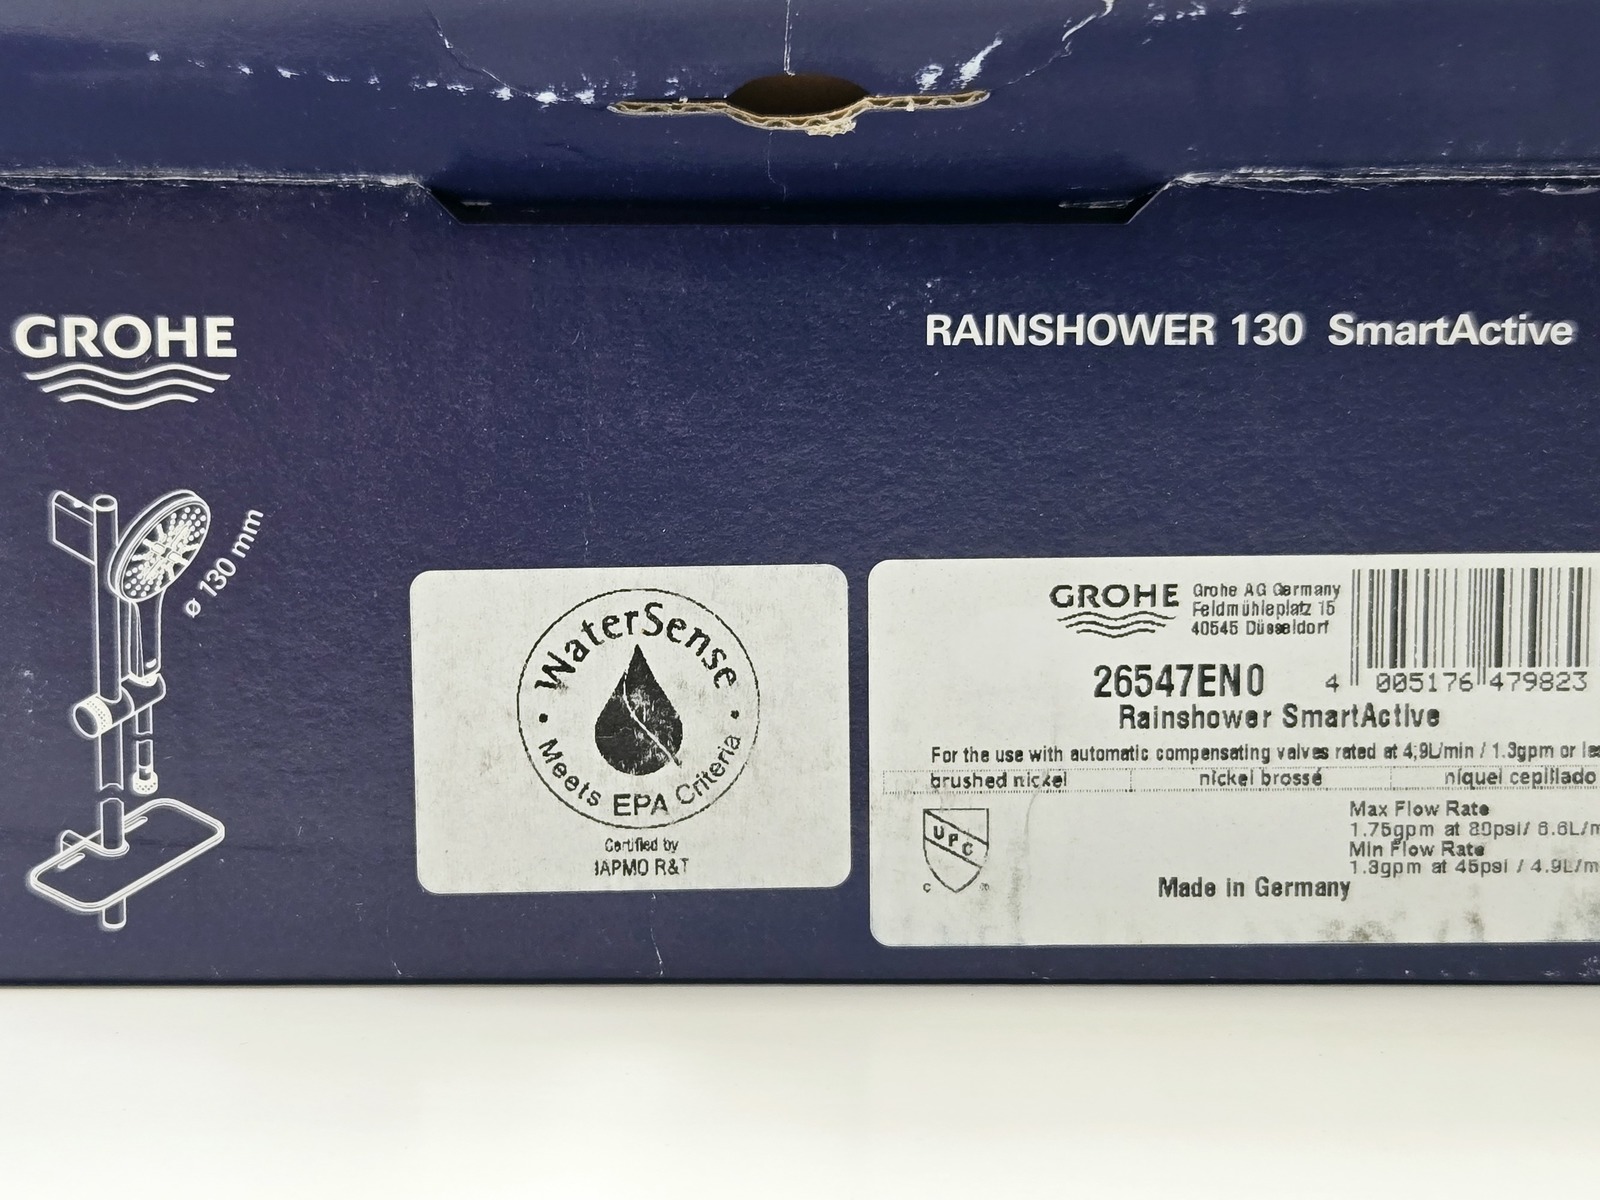 GROHE
RAINSHOWER 130 SmartActive
ø 130 mm
WaterSense
Meets EPA Criteria
Certified by
IAPMO R&T
GROHE
Grohe AG Germany
Feldmühleplatz 15
40545 Düsseldorf
26547EN0
4 005176 479823
Rainshower SmartActive
For the use with automatic compensating valves rated at 4,9L/min / 1.3gpm or
brushed nickel nickel brossé níquel cepillado
UPC
C ®
Max Flow Rate
1.75gpm at 80psi/ 6.6L/m
Min Flow Rate
1.3gpm at 45psi / 4.9L/m
Made in Germany